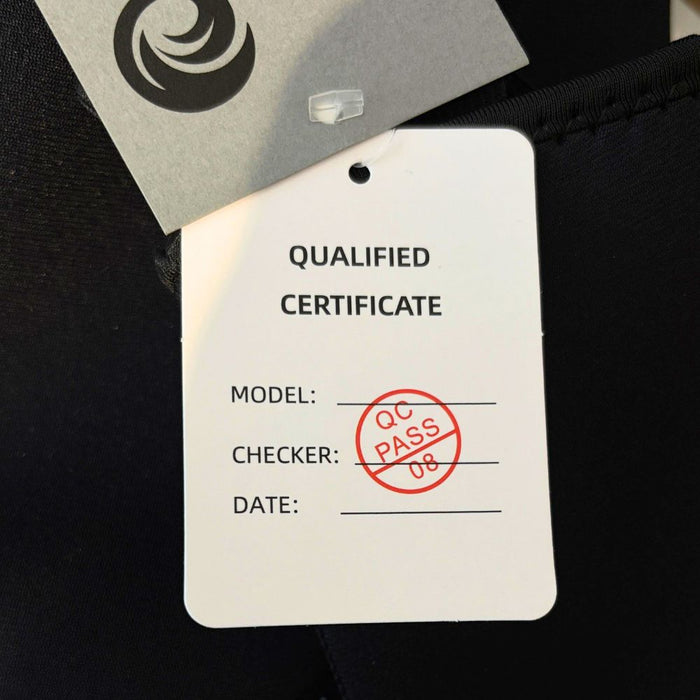 QUALIFIED
CERTIFICATE
MODEL:
QC
PASS
CHECKER:
08
DATE: